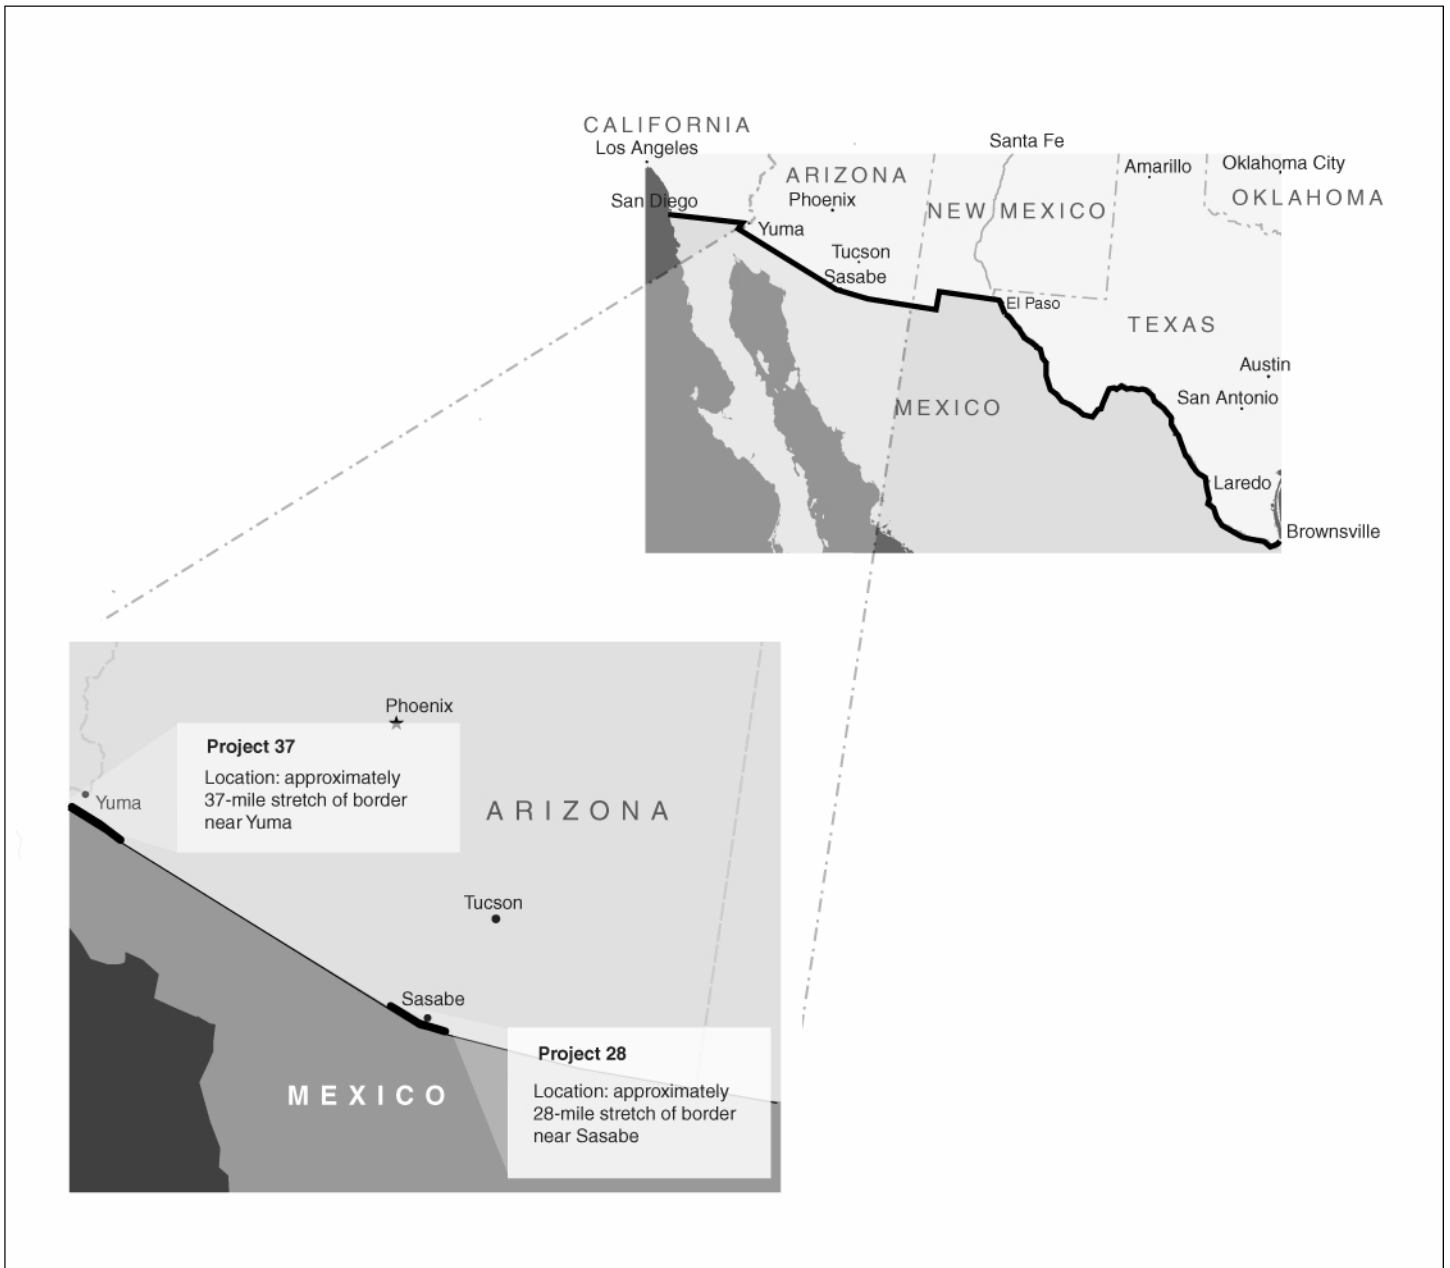 CALIFORNIA
Los Angeles
Santa Fe
Amarillo
Oklahoma City
ARIZONA
OKLAHOMA
San Diego
Phoenix
NEW MEXICO
Yuma
Tucson
Sasabe
El Paso
TEXAS
Austin
San Antonio
MEXICO
Laredo
Brownsville
Phoenix
Project 37
Location: approximately
37-mile stretch of border
near Yuma
Yuma
ARIZONA
Tucson
Sasabe
Project 28
Location: approximately
28-mile stretch of border
near Sasabe
MEXICO